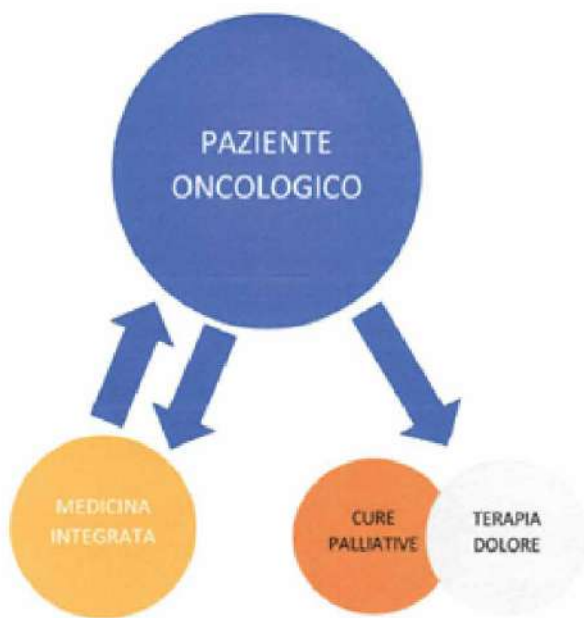 PAZIENTE
ONCOLOGICO
MEDICINA
INTEGRATA
CURE
PALLIATIVE
TERAPIA
DOLORE